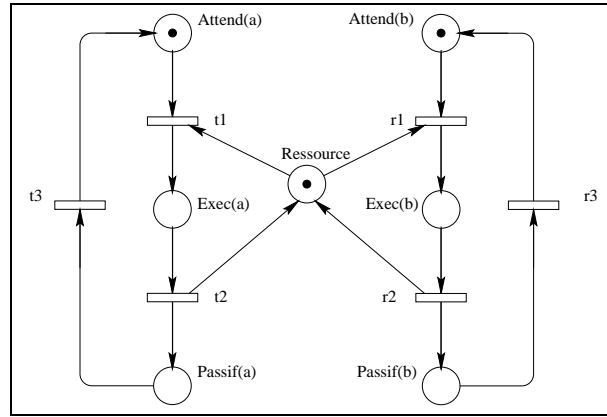 Attend(a)
Attend(b)
t1
r1
Ressource
t3
Exec(a)
Exec(b)
r3
t2
r2
Passif(a)
Passif(b)